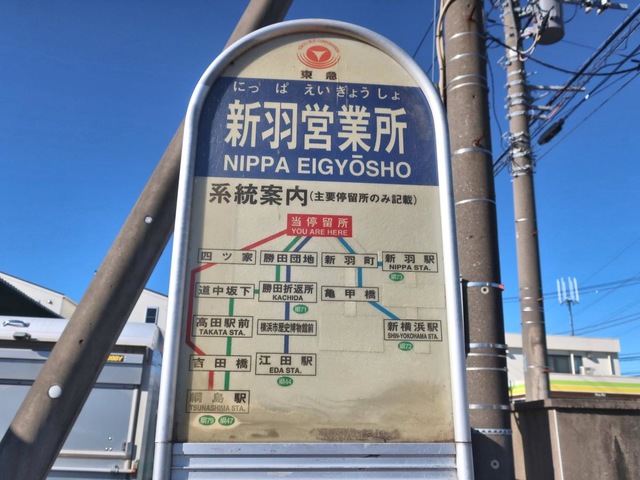 東急
にっぱえいぎょうしょ
新羽営業所
NIPPA EIGYŌSHO
系統案内(主要停留所のみ記載)
当停留所
YOU ARE HERE
四ツ家 勝田団地 新羽町 新羽駅
NIPPA STA.
道中坂下 勝田折返所 亀甲橋
KACHIDA
高田駅前 横浜市歴史博物館前 新横浜駅
TAKATA STA. SHIN-YOKOHAMA STA.
吉田橋 江田駅
EDA STA.
綱島駅
TSUNASHIMA STA.